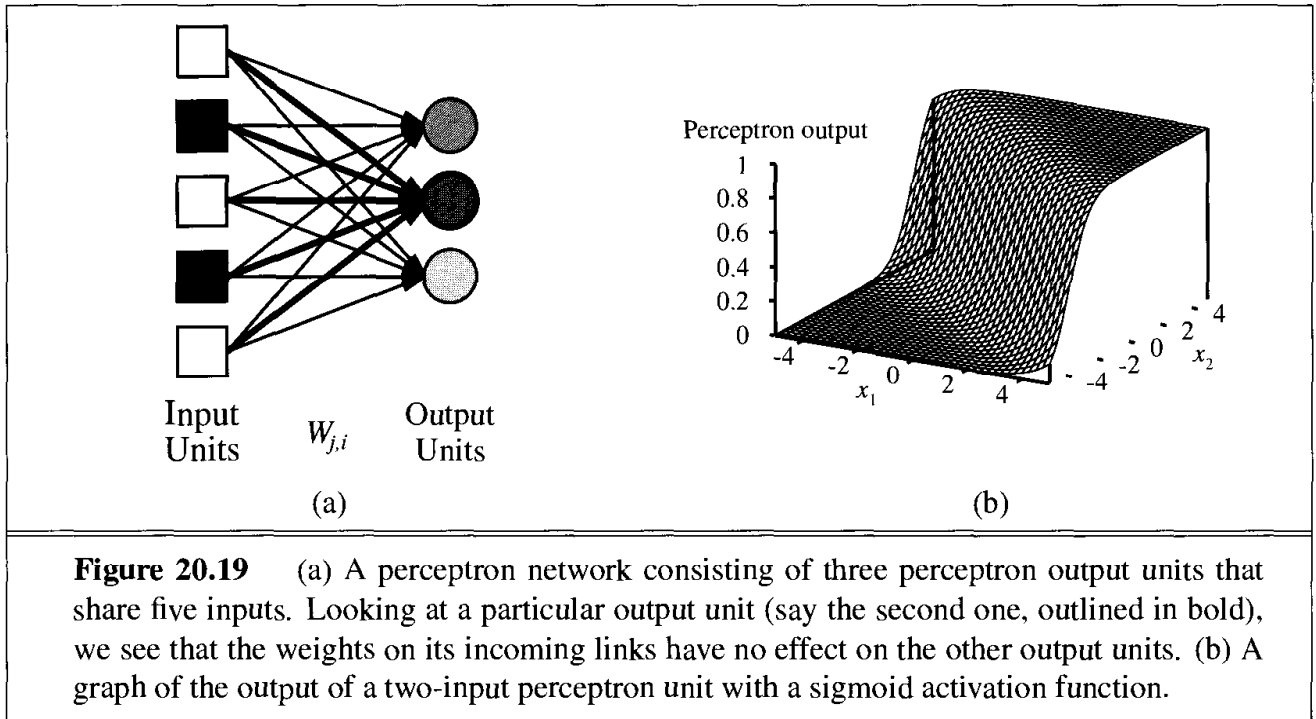 Input
Units
W_{j,i}
Output
Units
(a)
Perceptron output
1
0.8
0.6
0.4
0.2
0
-4
-2
0
2
4
x_1
-4
-2
0
2
4
x_2
(b)
Figure 20.19 (a) A perceptron network consisting of three perceptron output units that
share five inputs. Looking at a particular output unit (say the second one, outlined in bold),
we see that the weights on its incoming links have no effect on the other output units. (b) A
graph of the output of a two-input perceptron unit with a sigmoid activation function.